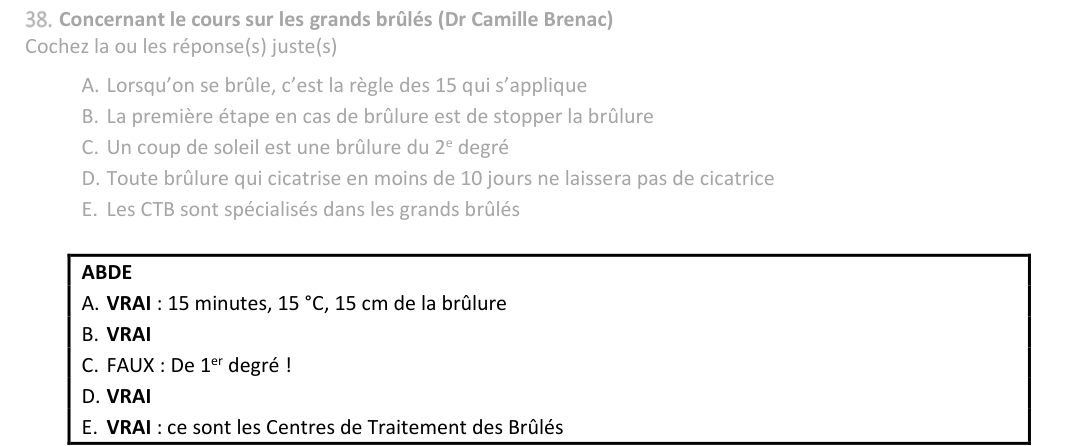 38. Concernant le cours sur les grands brûlés (Dr Camille Brenac)
Cochez la ou les réponse(s) juste(s)
A. Lorsqu’on se brûle, c’est la règle des 15 qui s’applique
B. La première étape en cas de brûlure est de stopper la brûlure
C. Un coup de soleil est une brûlure du 2e degré
D. Toute brûlure qui cicatrise en moins de 10 jours ne laissera pas de cicatrice
E. Les CTB sont spécialisés dans les grands brûlés
ABDE
A. VRAI : 15 minutes, 15 °C, 15 cm de la brûlure
B. VRAI
C. FAUX : De 1er degré !
D. VRAI
E. VRAI : ce sont les Centres de Traitement des Brûlés